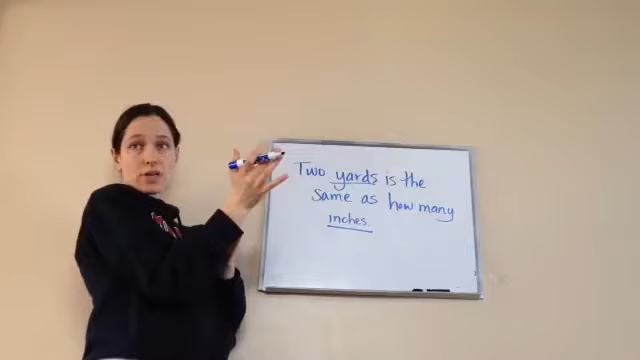 Two yards is the
same as how many
inches.